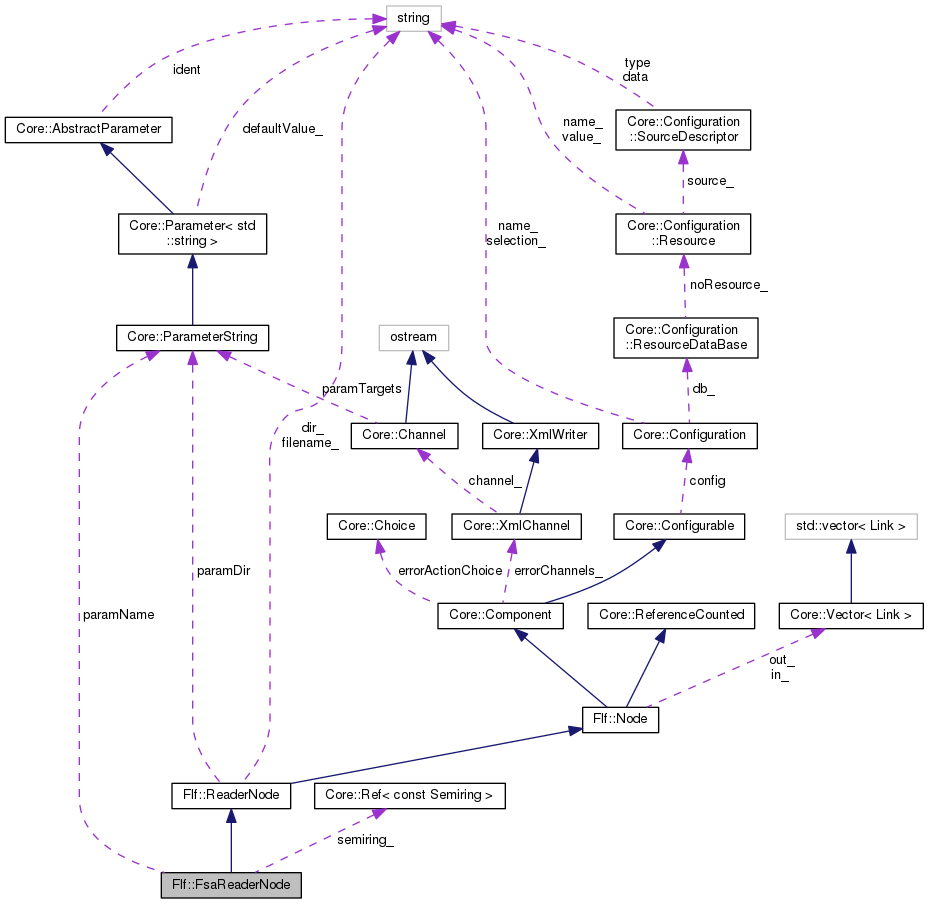 string
type
data
ident
Core::AbstractParameter
defaultValue_
name_
value_
Core::Configuration
::SourceDescriptor
source_
Core::Parameter< std
::string >
name_
selection_
Core::Configuration
::Resource
noResource_
Core::ParameterString
ostream
Core::Configuration
::ResourceDataBase
paramTargets
db_
dir_
filename_
Core::Channel
Core::XmlWriter
Core::Configuration
channel_
config
Core::Choice
Core::XmlChannel
Core::Configurable
std::vector< Link >
paramDir
errorActionChoice
errorChannels_
paramName
Core::Component
Core::ReferenceCounted
Core::Vector< Link >
out_
in_
Flf::Node
Flf::ReaderNode
Core::Ref< const Semiring >
semiring_
Flf::FsaReaderNode